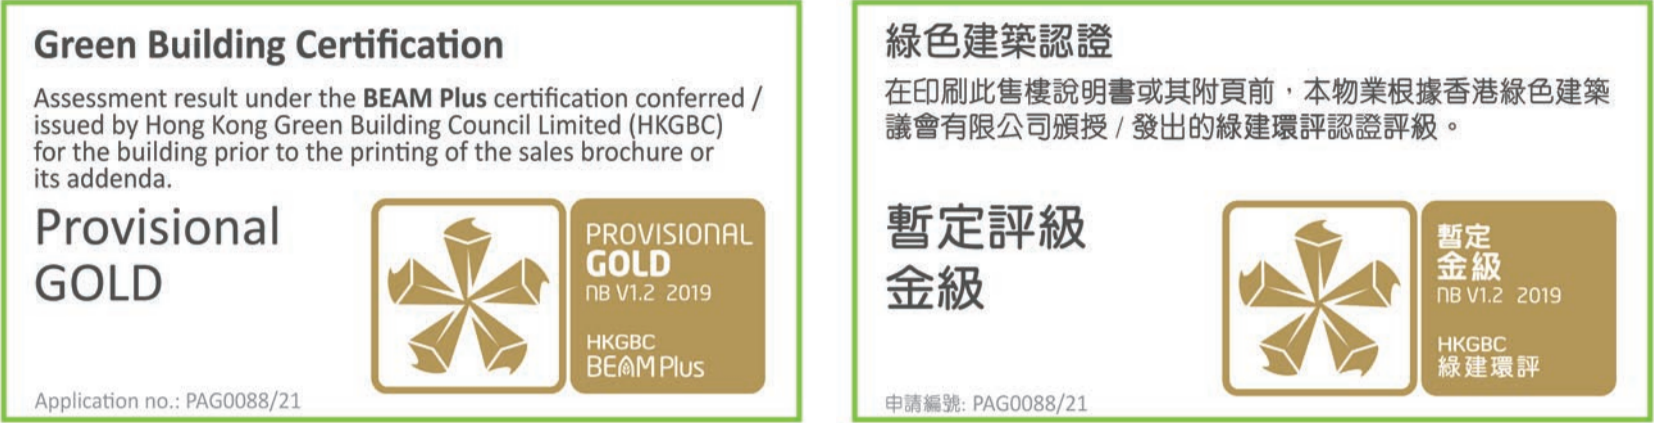 Green Building Certification
Assessment result under the BEAM Plus certification conferred /
issued by Hong Kong Green Building Council Limited (HKGBC)
for the building prior to the printing of the sales brochure or
its addenda.
Provisional
GOLD
PROVISIONAL
GOLD
NB V1.2 2019
HKGBC
BEAM Plus
Application no.: PAG0088/21
綠色建築認證
在印刷此售樓說明書或其附頁前，本物業根據香港綠色建築
議會有限公司頒授 / 發出的綠建環評認證評級。
暫定評級
金級
暫定
金級
NB V1.2 2019
HKGBC
綠建環評
申請編號: PAG0088/21